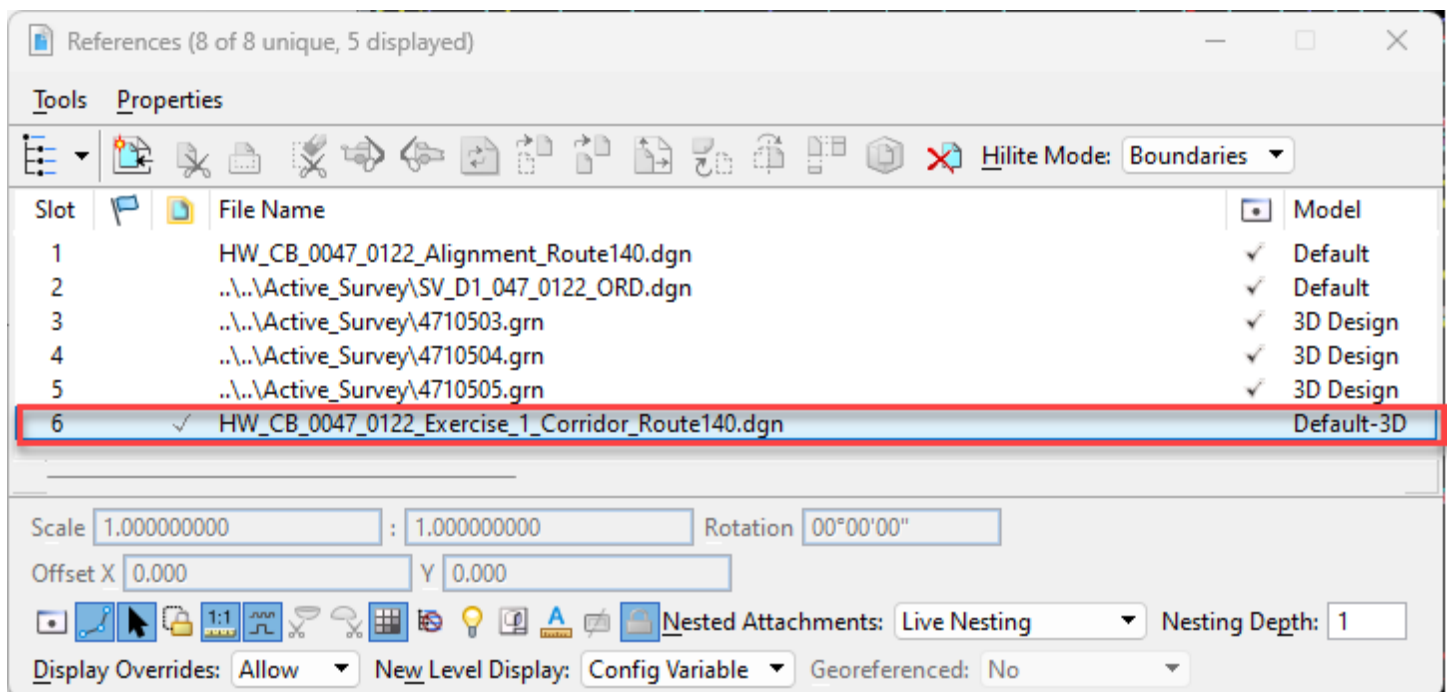 References (8 of 8 unique, 5 displayed)
Tools Properties
Hilite Mode: Boundaries
Slot File Name Model
1 HW_CB_0047_0122_Alignment_Route140.dgn Default
2 ..\..\Active_Survey\SV_D1_047_0122_ORD.dgn Default
3 ..\..\Active_Survey\4710503.grn 3D Design
4 ..\..\Active_Survey\4710504.grn 3D Design
5 ..\..\Active_Survey\4710505.grn 3D Design
6 HW_CB_0047_0122_Exercise_1_Corridor_Route140.dgn Default-3D
Scale 1.000000000 : 1.000000000 Rotation 00°00'00"
Offset X 0.000 Y 0.000
1:1 A Nested Attachments: Live Nesting Nesting Depth: 1
Display Overrides: Allow New Level Display: Config Variable Georeferenced: No